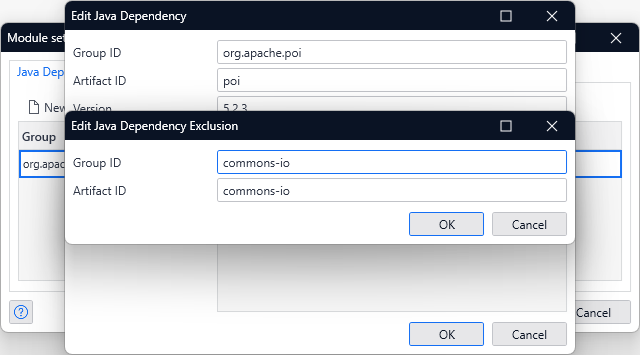 Edit Java Dependency
Module set
Group ID org.apache.poi
Java Dep
Artifact ID poi
New
Version 5.2.3
Edit Java Dependency Exclusion
Group
Group ID commons-io
org.apac
Artifact ID commons-io
OK Cancel
? Cancel
OK Cancel